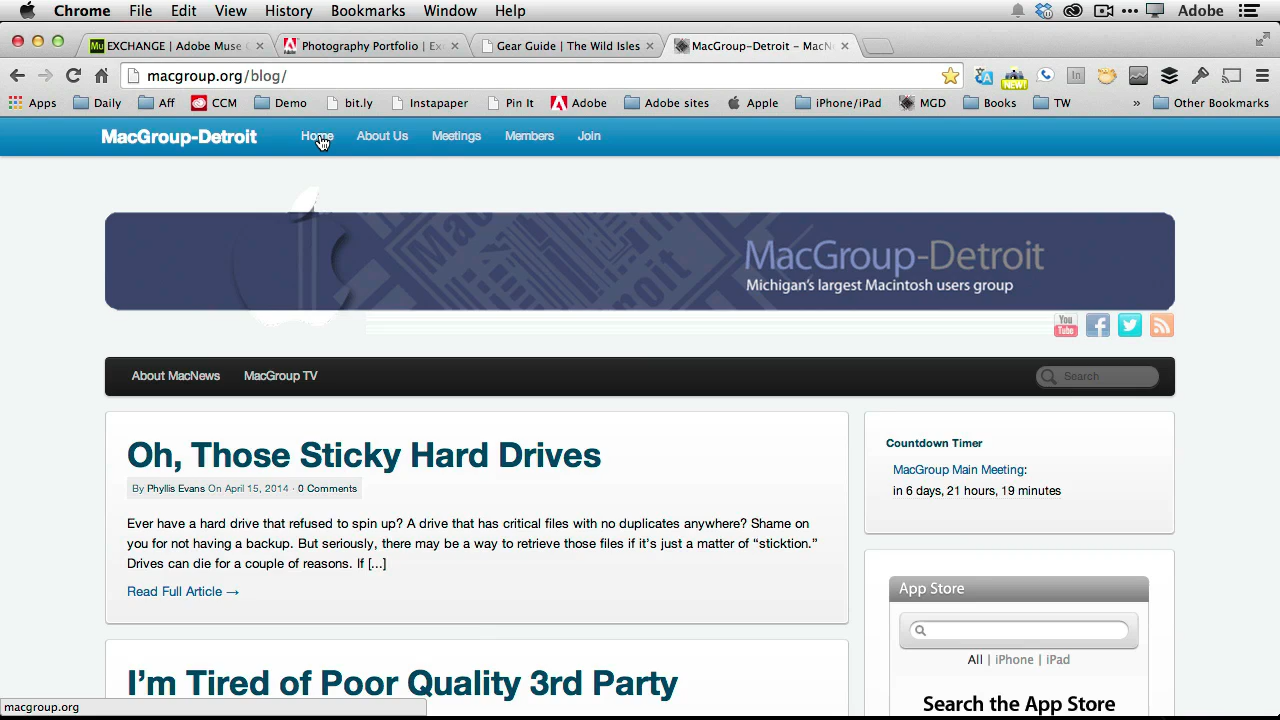 Chrome File Edit View History Bookmarks Window Help Adobe
Mu EXCHANGE | Adobe Muse C
Photography Portfolio | Exc
Gear Guide | The Wild Isles
MacGroup-Detroit – MacNe
macgroup.org/blog/
NEW!
in
Apps Daily Aff CCM Demo bit.ly Instapaper Pin It Adobe Adobe sites Apple iPhone/iPad MGD Books TW » Other Bookmarks
MacGroup-Detroit Home About Us Meetings Members Join
MacGroup-Detroit
Michigan's largest Macintosh users group
You
Tube
About MacNews MacGroup TV Search
Oh, Those Sticky Hard Drives
By Phyllis Evans On April 15, 2014 · 0 Comments
Ever have a hard drive that refused to spin up? A drive that has critical files with no duplicates anywhere? Shame on
you for not having a backup. But seriously, there may be a way to retrieve those files if it's just a matter of “stiction.”
Drives can die for a couple of reasons. If [...]
Read Full Article →
I'm Tired of Poor Quality 3rd Party
Countdown Timer
MacGroup Main Meeting:
in 6 days, 21 hours, 19 minutes
App Store
All | iPhone | iPad
Search the App Store
macgroup.org